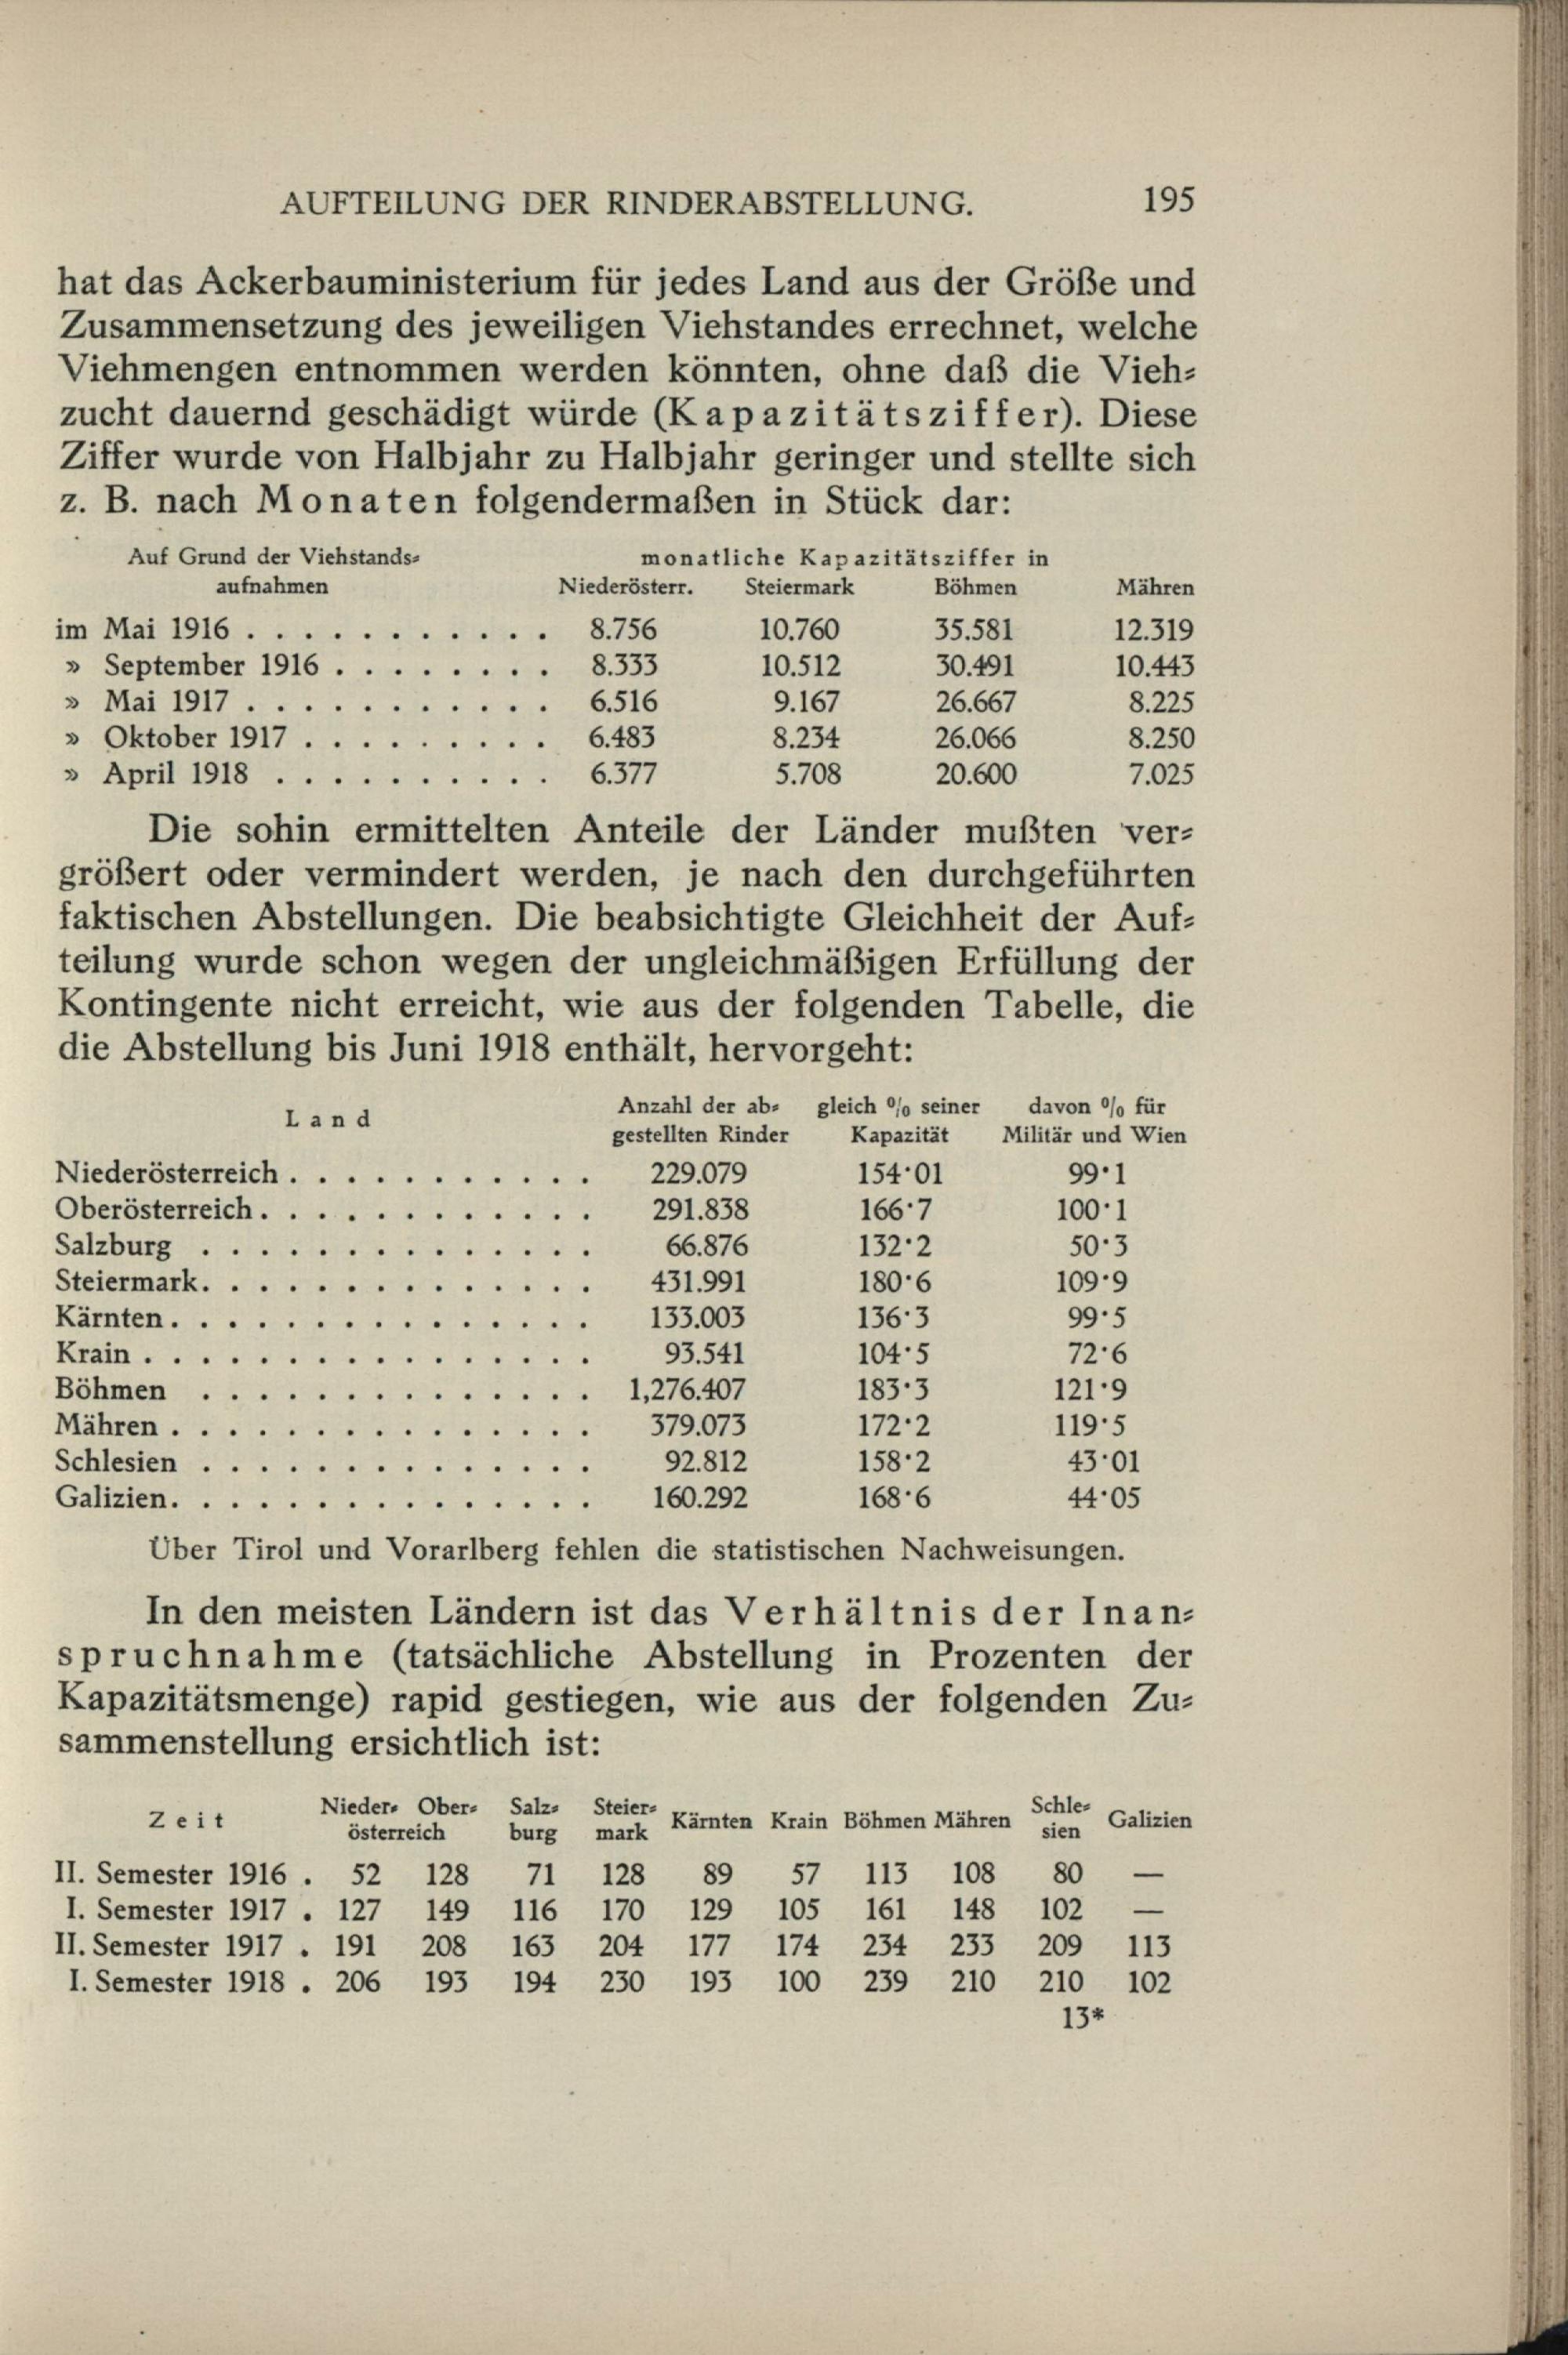 AUFTEILUNG DER RINDERABSTELLUNG. 195
hat das Ackerbauministerium für jedes Land aus der Größe und
Zusammensetzung des jeweiligen Viehstandes errechnet, welche
Viehmengen entnommen werden könnten, ohne daß die Vieh-
zucht dauernd geschädigt würde (Kapazitätsziffer). Diese
Ziffer wurde von Halbjahr zu Halbjahr geringer und stellte sich
z. B. nach Monaten folgendermaßen in Stück dar:
Auf Grund der Viehstands- monatliche Kapazitätsziffer in
aufnahmen Niederösterr. Steiermark Böhmen Mähren
im Mai 1916 . . . . . . . . . . . 8.756 10.760 35.581 12.319
» September 1916 . . . . . . . . 8.333 10.512 30.491 10.443
» Mai 1917 . . . . . . . . . . . 6.516 9.167 26.667 8.225
» Oktober 1917 . . . . . . . . . 6.483 8.234 26.066 8.250
» April 1918 . . . . . . . . . . 6.377 5.708 20.600 7.025
Die sohin ermittelten Anteile der Länder mußten ver-
größert oder vermindert werden, je nach den durchgeführten
faktischen Abstellungen. Die beabsichtigte Gleichheit der Auf-
teilung wurde schon wegen der ungleichmäßigen Erfüllung der
Kontingente nicht erreicht, wie aus der folgenden Tabelle, die
die Abstellung bis Juni 1918 enthält, hervorgeht:
Land Anzahl der ab- gleich % seiner davon % für
gestellten Rinder Kapazität Militär und Wien
Niederösterreich . . . . . . . . . . . 229.079 154·01 99·1
Oberösterreich . . . . . . . . . . . . 291.838 166·7 100·1
Salzburg . . . . . . . . . . . . . . 66.876 132·2 50·3
Steiermark . . . . . . . . . . . . . . 431.991 180·6 109·9
Kärnten . . . . . . . . . . . . . . . 133.003 136·3 99·5
Krain . . . . . . . . . . . . . . . . 93.541 104·5 72·6
Böhmen . . . . . . . . . . . . . . 1,276.407 183·3 121·9
Mähren . . . . . . . . . . . . . . . 379.073 172·2 119·5
Schlesien . . . . . . . . . . . . . . 92.812 158·2 43·01
Galizien . . . . . . . . . . . . . . . 160.292 168·6 44·05
Über Tirol und Vorarlberg fehlen die statistischen Nachweisungen.
In den meisten Ländern ist das Verhältnis der Inan-
spruchnahme (tatsächliche Abstellung in Prozenten der
Kapazitätsmenge) rapid gestiegen, wie aus der folgenden Zu-
sammenstellung ersichtlich ist:
Zeit Nieder- Ober- Salz- Steier- Kärnten Krain Böhmen Mähren Schle- Galizien
österreich burg mark sien
II. Semester 1916 . 52 128 71 128 89 57 113 108 80 —
I. Semester 1917 . 127 149 116 170 129 105 161 148 102 —
II. Semester 1917 . 191 208 163 204 177 174 234 233 209 113
I. Semester 1918 . 206 193 194 230 193 100 239 210 210 102
13*